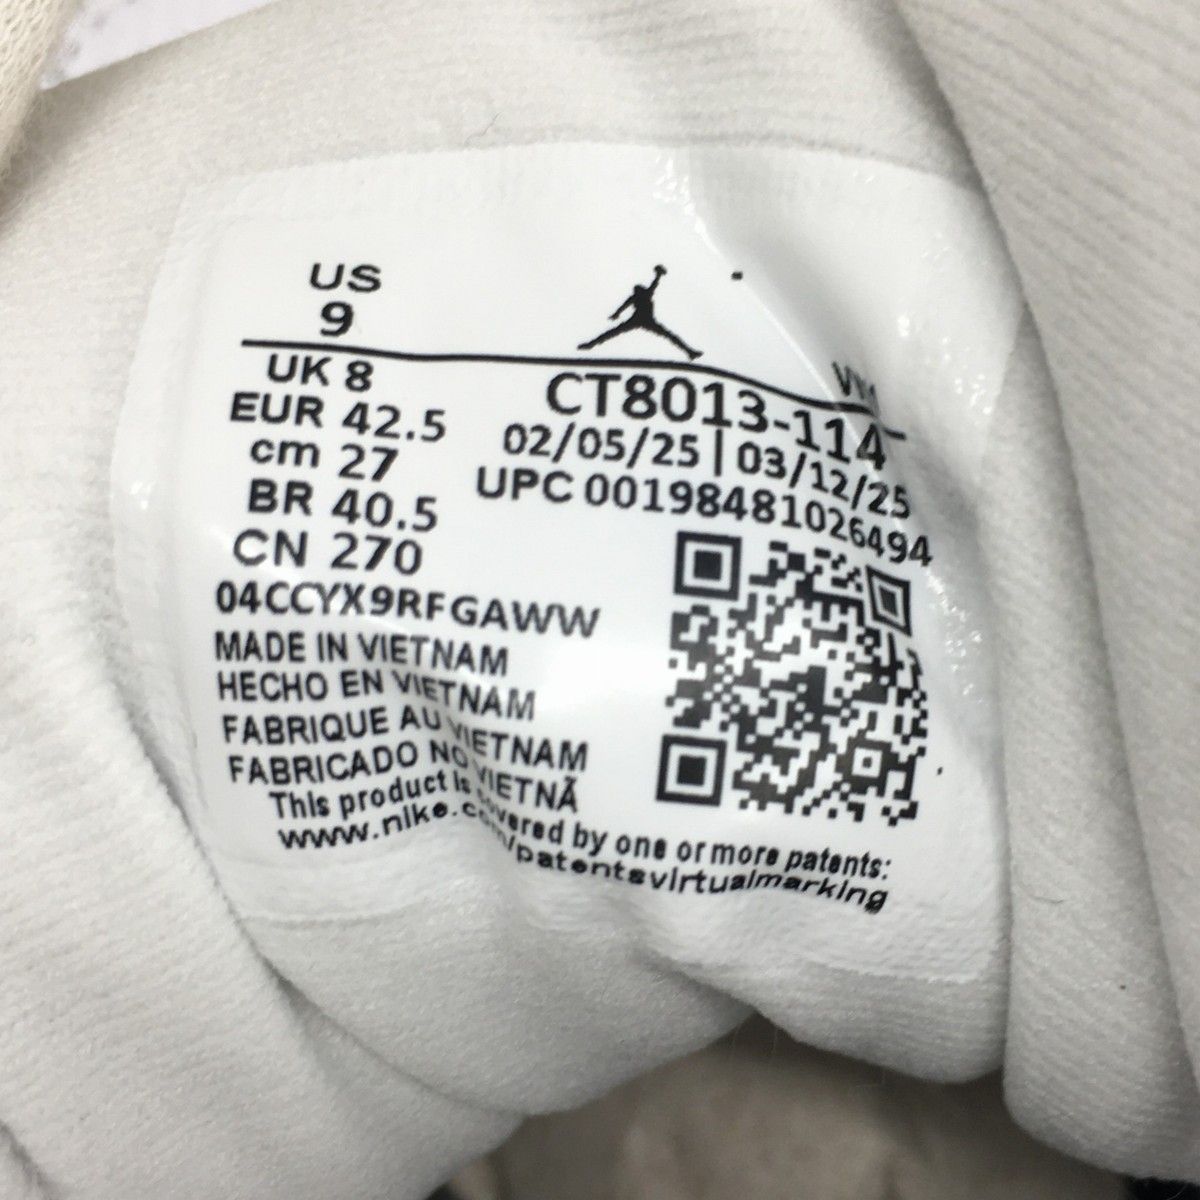 US
9
UK 8
EUR 42.5
cm 27
BR 40.5
CN 270
CT8013-114
02/05/25 | 03/12/25
UPC 00198481026494
04CCYX9RFGAWW
MADE IN VIETNAM
HECHO EN VIETNAM
FABRIQUE AU VIETNAM
FABRICADO NO VIETNÃ
This product is covered by one or more patents:
www.nike.com/patentsvirtualmarking